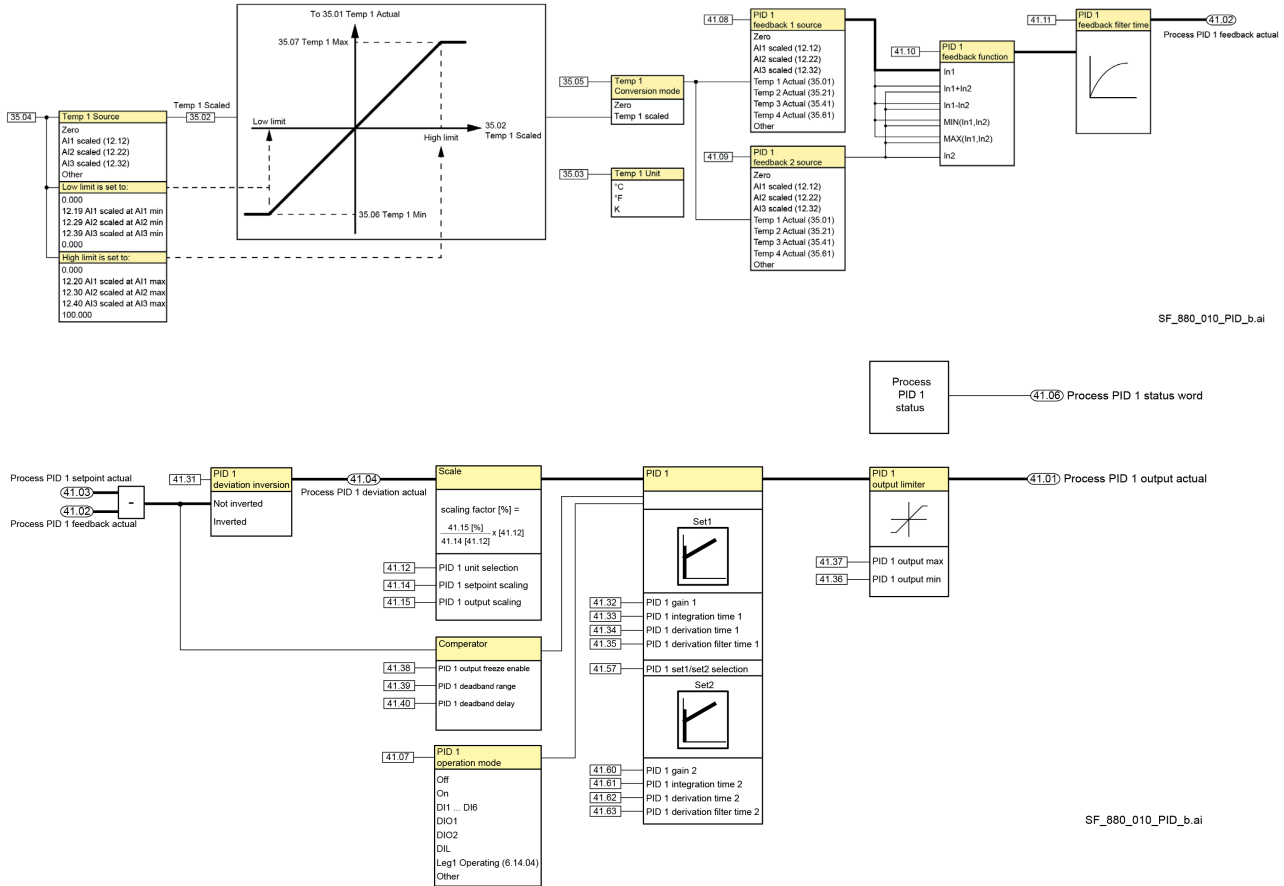 35.04
Temp 1 Source
Zero
AI1 scaled (12.12)
AI2 scaled (12.22)
AI3 scaled (12.32)
Other
Low limit is set to:
0.000
12.19 AI1 scaled at AI1 min
12.29 AI2 scaled at AI2 min
12.39 AI3 scaled at AI3 min
0.000
High limit is set to:
0.000
12.20 AI1 scaled at AI1 max
12.30 AI2 scaled at AI2 max
12.40 AI3 scaled at AI3 max
100.000
Temp 1 Scaled
35.02
To 35.01 Temp 1 Actual
35.07 Temp 1 Max
Low limit
High limit
35.02
Temp 1 Scaled
35.06 Temp 1 Min
35.05
Temp 1
Conversion mode
Zero
Temp 1 scaled
35.03
Temp 1 Unit
°C
°F
K
41.08
PID 1
feedback 1 source
Zero
AI1 scaled (12.12)
AI2 scaled (12.22)
AI3 scaled (12.32)
Temp 1 Actual (35.01)
Temp 2 Actual (35.21)
Temp 3 Actual (35.41)
Temp 4 Actual (35.61)
Other
41.09
PID 1
feedback 2 source
Zero
AI1 scaled (12.12)
AI2 scaled (12.22)
AI3 scaled (12.32)
Temp 1 Actual (35.01)
Temp 2 Actual (35.21)
Temp 3 Actual (35.41)
Temp 4 Actual (35.61)
Other
41.10
PID 1
feedback function
In1
In1+In2
In1-In2
MIN(In1,In2)
MAX(In1,In2)
In2
41.11
PID 1
feedback filter time
41.02
Process PID 1 feedback actual
SF_880_010_PID_b.ai
Process
PID 1
status
41.06 Process PID 1 status word
Process PID 1 setpoint actual
41.03
41.02
Process PID 1 feedback actual
-
41.31
PID 1
deviation inversion
Not inverted
Inverted
41.04
Process PID 1 deviation actual
Scale
scaling factor [%] =
41.15 [%]
41.14 [41.12]
x [41.12]
41.12 PID 1 unit selection
41.14 PID 1 setpoint scaling
41.15 PID 1 output scaling
Comperator
41.38 PID 1 output freeze enable
41.39 PID 1 deadband range
41.40 PID 1 deadband delay
41.07
PID 1
operation mode
Off
On
DI1 ... DI6
DIO1
DIO2
DIL
Leg1 Operating (6.14.04)
Other
PID 1
Set1
41.32 PID 1 gain 1
41.33 PID 1 integration time 1
41.34 PID 1 derivation time 1
41.35 PID 1 derivation filter time 1
41.57 PID 1 set1/set2 selection
Set2
41.60 PID 1 gain 2
41.61 PID 1 integration time 2
41.62 PID 1 derivation time 2
41.63 PID 1 derivation filter time 2
PID 1
output limiter
41.37 PID 1 output max
41.36 PID 1 output min
41.01 Process PID 1 output actual
SF_880_010_PID_b.ai